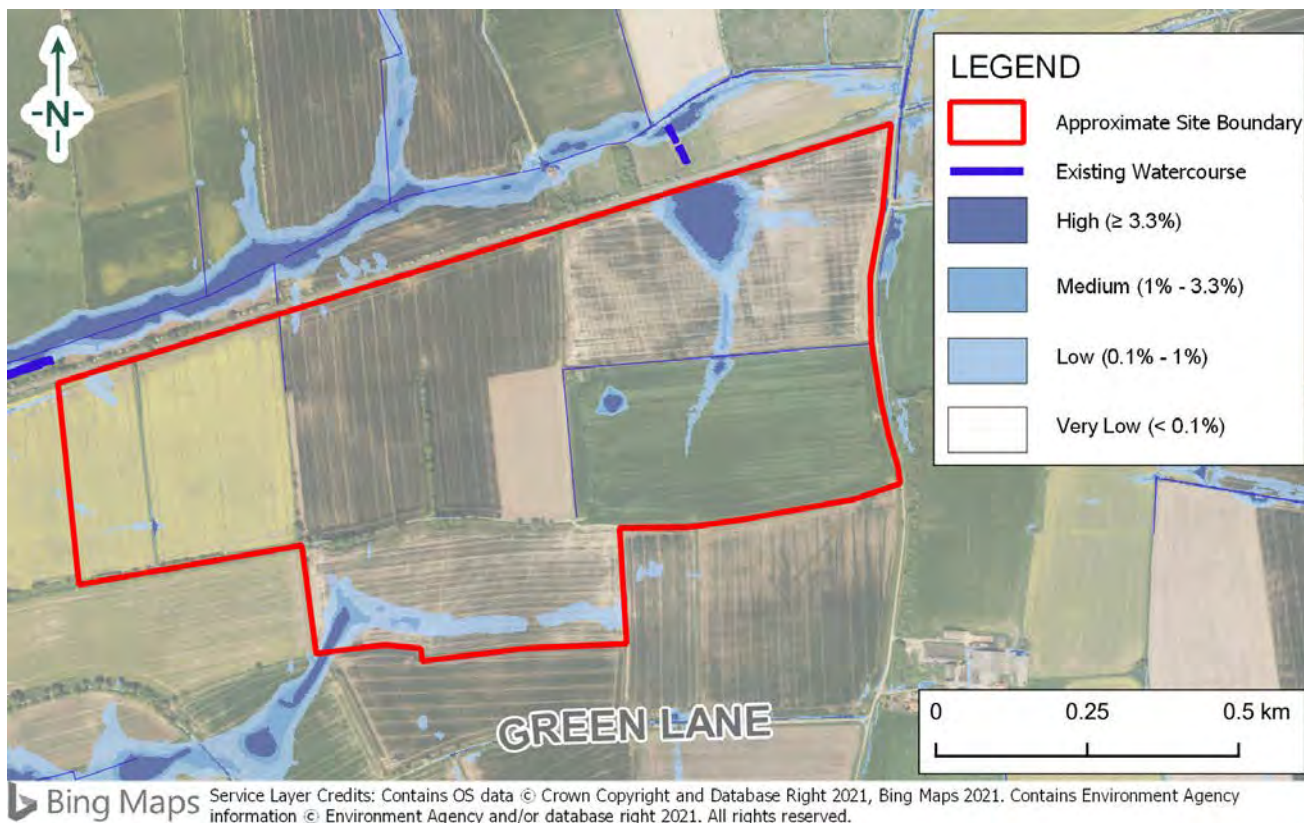 -N-
LEGEND
Approximate Site Boundary
Existing Watercourse
High (≥ 3.3%)
Medium (1% - 3.3%)
Low (0.1% - 1%)
Very Low (< 0.1%)
GREEN LANE
0 0.25 0.5 km
Bing Maps
Service Layer Credits: Contains OS data © Crown Copyright and Database Right 2021, Bing Maps 2021. Contains Environment Agency
information © Environment Agency and/or database right 2021. All rights reserved.